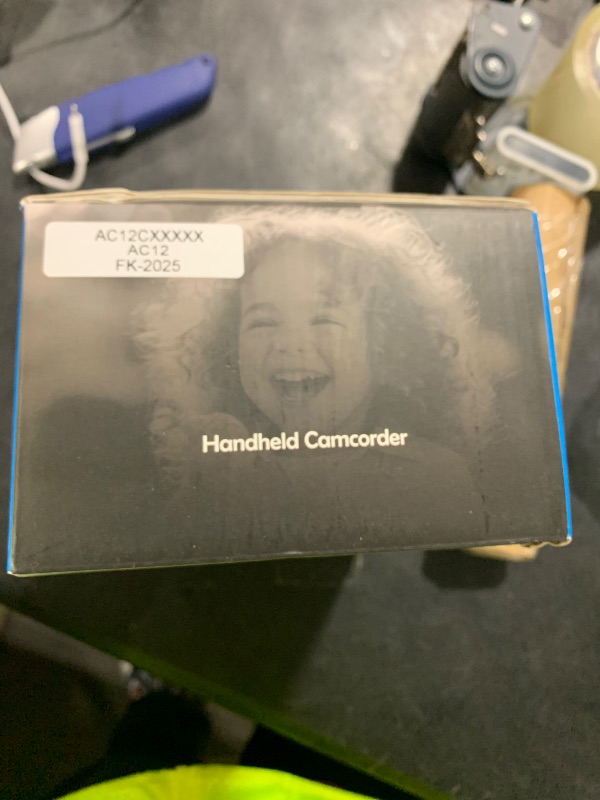 AC12CXXXXX
AC12
FK-2025
Handheld Camcorder